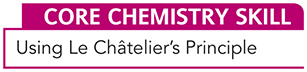 CORE CHEMISTRY SKILL
Using Le Châtelier’s Principle